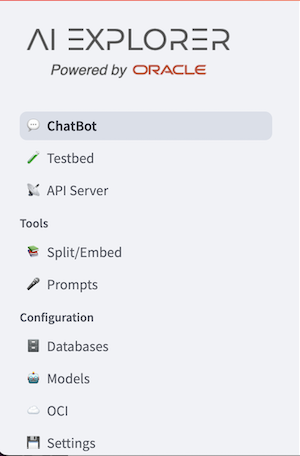 AI EXPLORER
Powered by ORACLE
ChatBot
Testbed
API Server
Tools
Split/Embed
Prompts
Configuration
Databases
Models
OCI
Settings